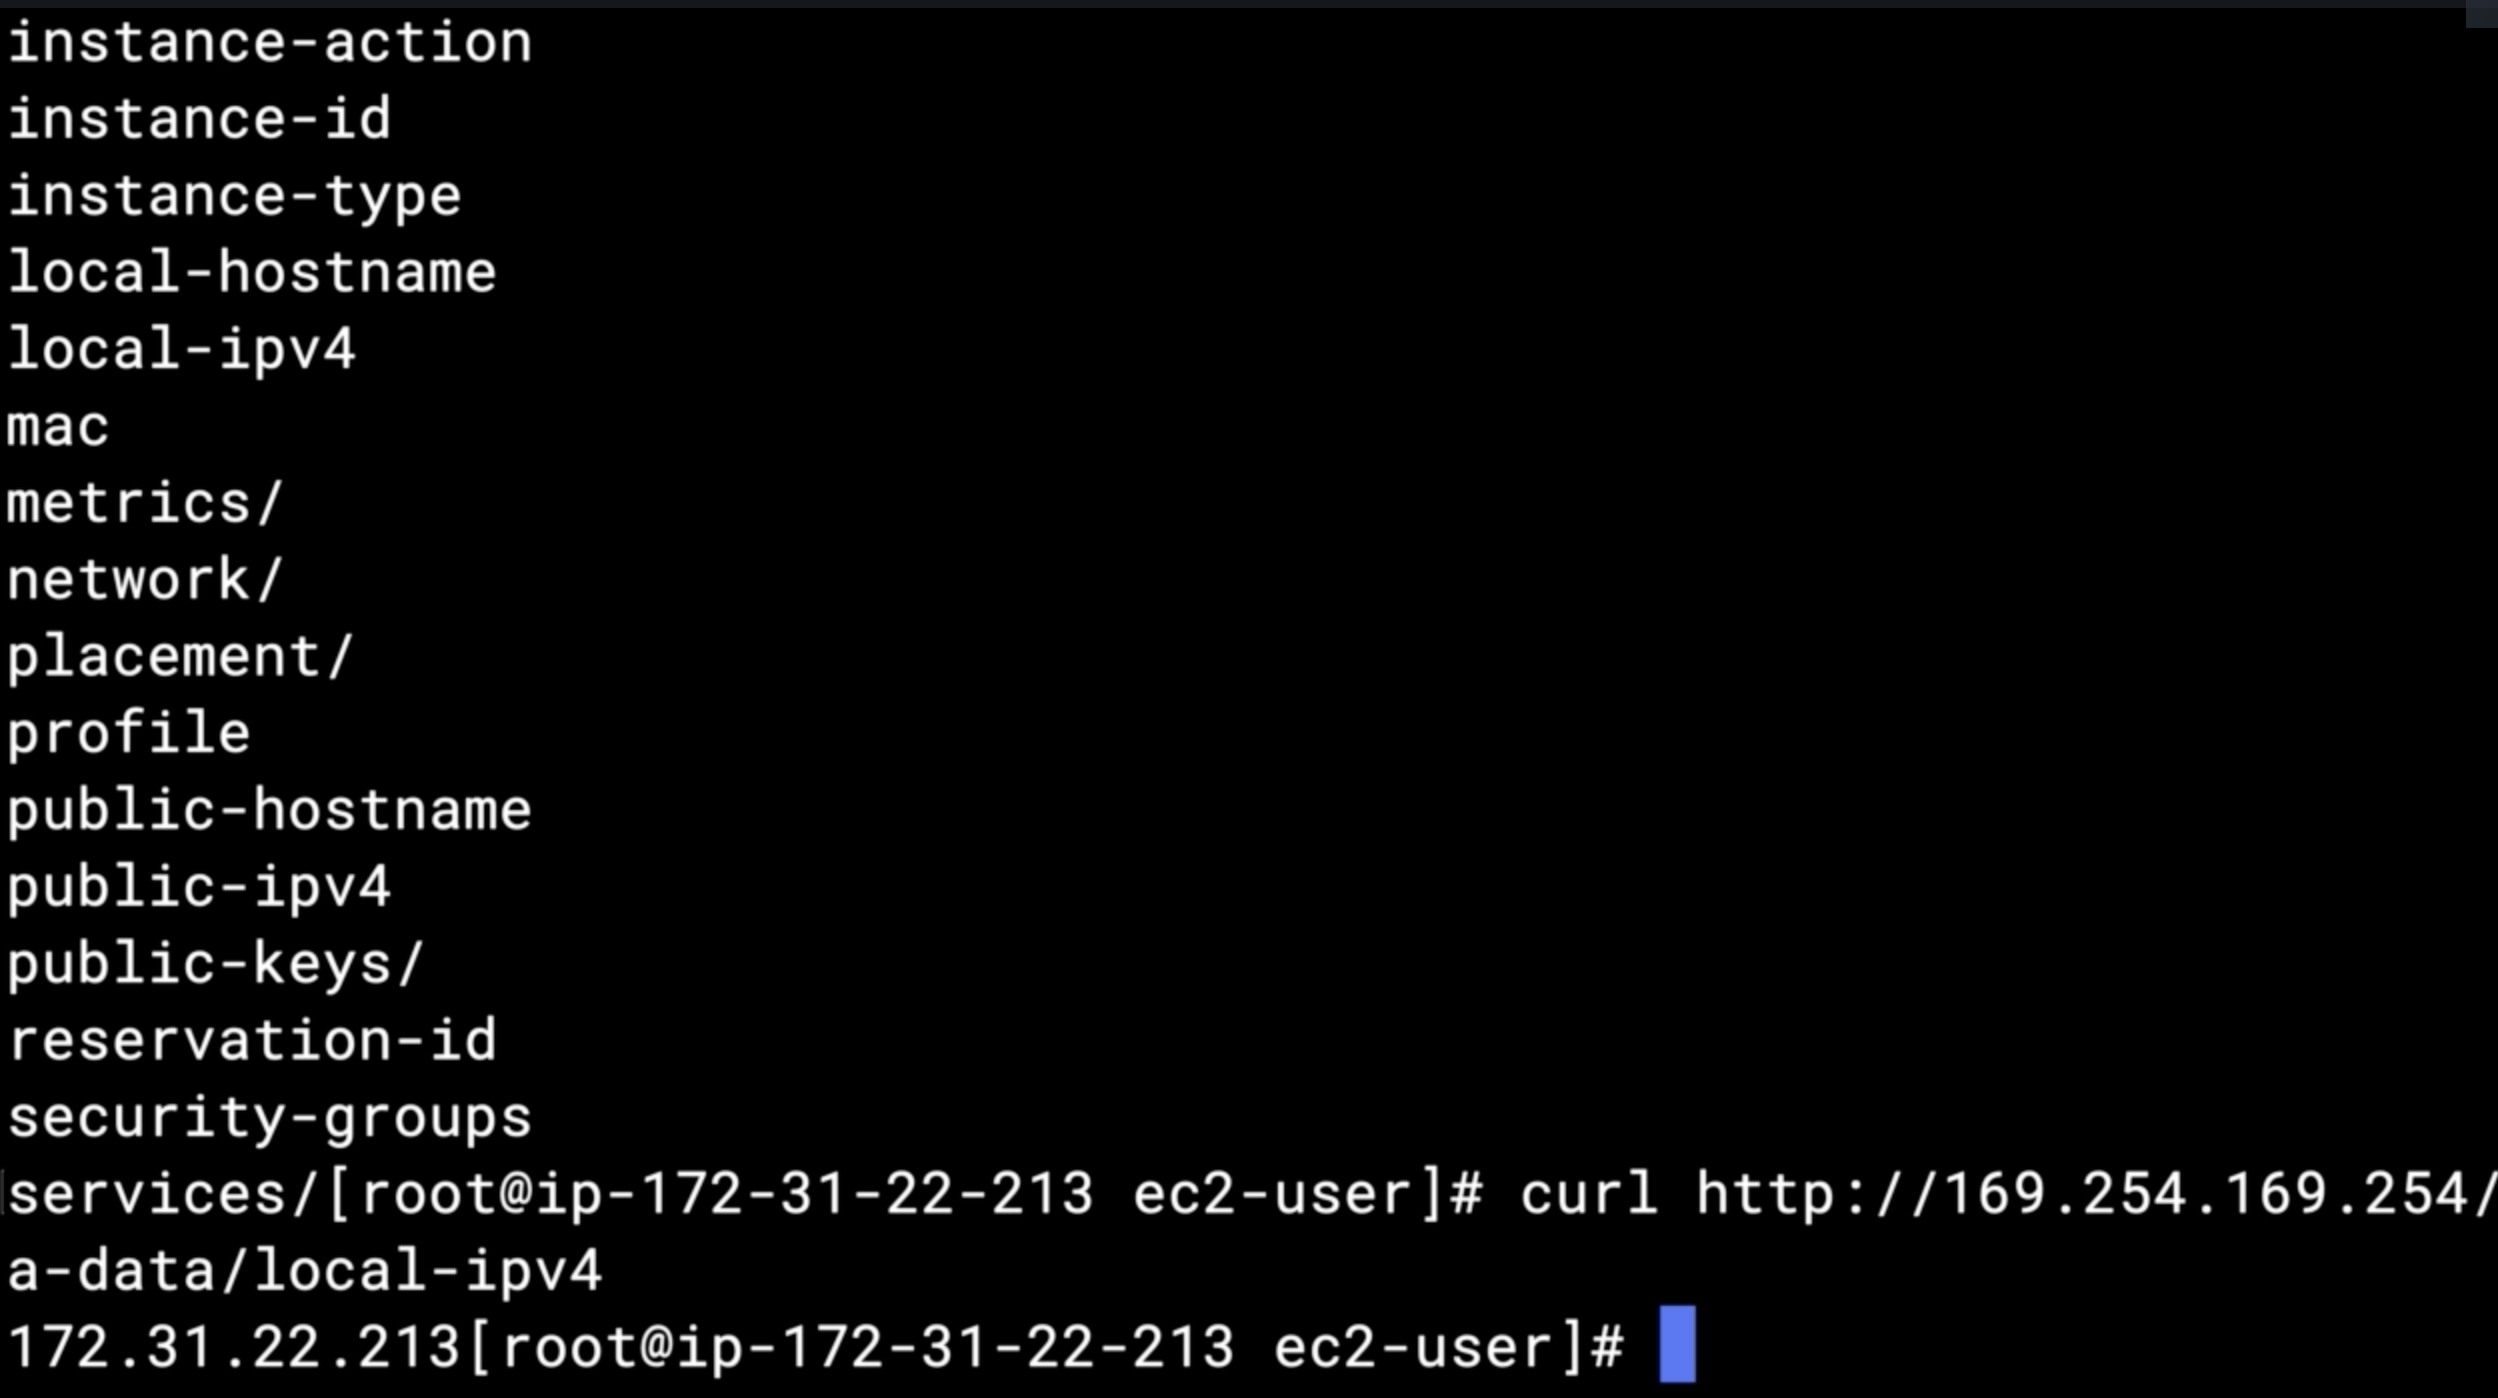 instance-action
instance-id
instance-type
local-hostname
local-ipv4
mac
metrics/
network/
placement/
profile
public-hostname
public-ipv4
public-keys/
reservation-id
security-groups
services/[root@ip-172-31-22-213 ec2-user]# curl http://169.254.169.254/
a-data/local-ipv4
172.31.22.213[root@ip-172-31-22-213 ec2-user]#